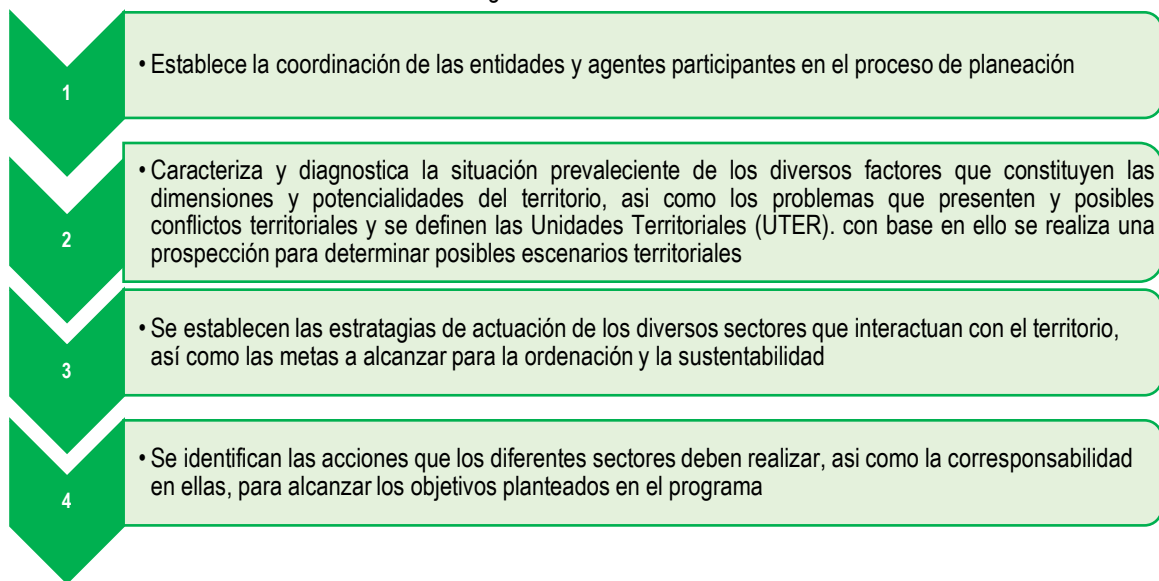 1
• Establece la coordinación de las entidades y agentes participantes en el proceso de planeación
2
• Caracteriza y diagnostica la situación prevaleciente de los diversos factores que constituyen las
dimensiones y potencialidades del territorio, asi como los problemas que presenten y posibles
conflictos territoriales y se definen las Unidades Territoriales (UTER). con base en ello se realiza una
prospección para determinar posibles escenarios territoriales
3
• Se establecen las estratagias de actuación de los diversos sectores que interactuan con el territorio,
así como las metas a alcanzar para la ordenación y la sustentabilidad
4
• Se identifican las acciones que los diferentes sectores deben realizar, asi como la corresponsabilidad
en ellas, para alcanzar los objetivos planteados en el programa